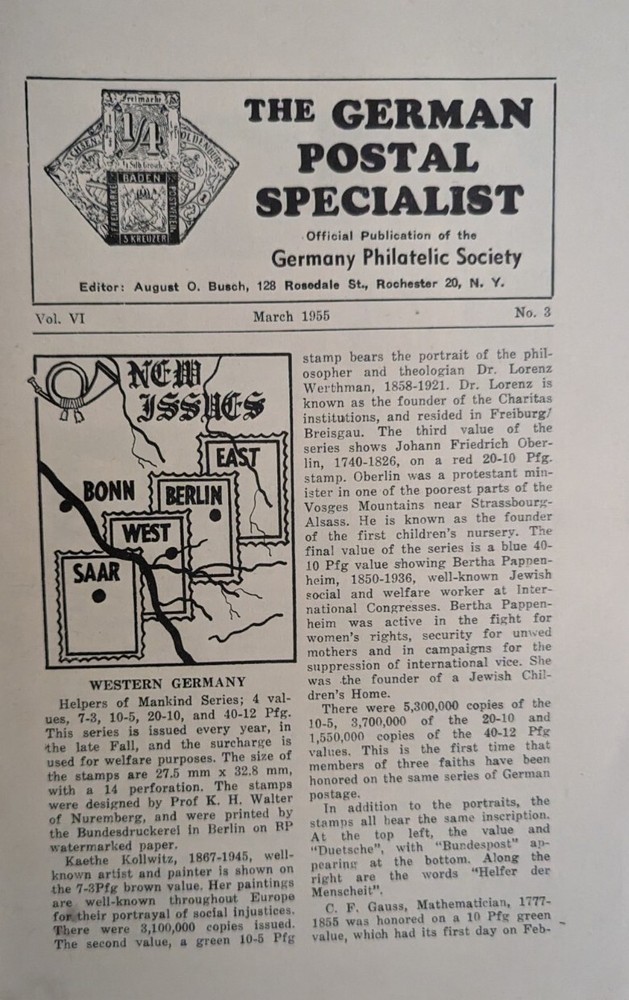 Freimarke
1/4
SACHSEN
OLDENBURG
BADEN
FREIMARKE
POSTVEREIN
3 KREUZER
THE GERMAN
POSTAL
SPECIALIST
Official Publication of the
Germany Philatelic Society
Editor: August O. Busch, 128 Rosedale St., Rochester 20, N. Y.
Vol. VI March 1955 No. 3
NEW
ISSUES
EAST
BONN
BERLIN
WEST
SAAR
WESTERN GERMANY
Helpers of Mankind Series; 4 val-
ues, 7-3, 10-5, 20-10, and 40-12 Pfg.
This series is issued every year, in
the late Fall, and the surcharge is
used for welfare purposes. The size of
the stamps are 27.5 mm x 32.8 mm,
with a 14 perforation. The stamps
were designed by Prof K. H. Walter
of Nuremberg, and were printed by
the Bundesdruckerei in Berlin on BP
watermarked paper.
Kaethe Kollwitz, 1867-1945, well-
known artist and painter is shown on
the 7-3Pfg brown value. Her paintings
are well-known throughout Europe
for their portrayal of social injustices.
There were 3,100,000 copies issued.
The second value, a green 10-5 Pfg
stamp bears the portrait of the phil-
osopher and theologian Dr. Lorenz
Werthman, 1858-1921. Dr. Lorenz is
known as the founder of the Charitas
institutions, and resided in Freiburg/
Breisgau. The third value of the
series shows Johann Friedrich Ober-
lin, 1740-1826, on a red 20-10 Pfg.
stamp. Oberlin was a protestant min-
ister in one of the poorest parts of the
Vosges Mountains near Strassbourg-
Alsass. He is known as the founder
of the first children's nursery. The
final value of the series is a blue 40-
10 Pfg value showing Bertha Pappen-
heim, 1850-1936, well-known Jewish
social and welfare worker at Inter-
national Congresses. Bertha Pappen-
heim was active in the fight for
women's rights, security for unwed
mothers and in campaigns for the
suppression of international vice. She
was the founder of a Jewish Chil-
dren's Home.
There were 5,300,000 copies of the
10-5, 3,700,000 of the 20-10 and
1,550,000 copies of the 40-12 Pfg
values. This is the first time that
members of three faiths have been
honored on the same series of German
postage.
In addition to the portraits, the
stamps all bear the same inscription.
At the top left, the value and
"Duetsche", with "Bundespost" ap-
pearing at the bottom. Along the
right are the words "Helfer der
Menscheit".
C. F. Gauss, Mathematician, 1777-
1855 was honored on a 10 Pfg green
value, which had its first day on Feb-